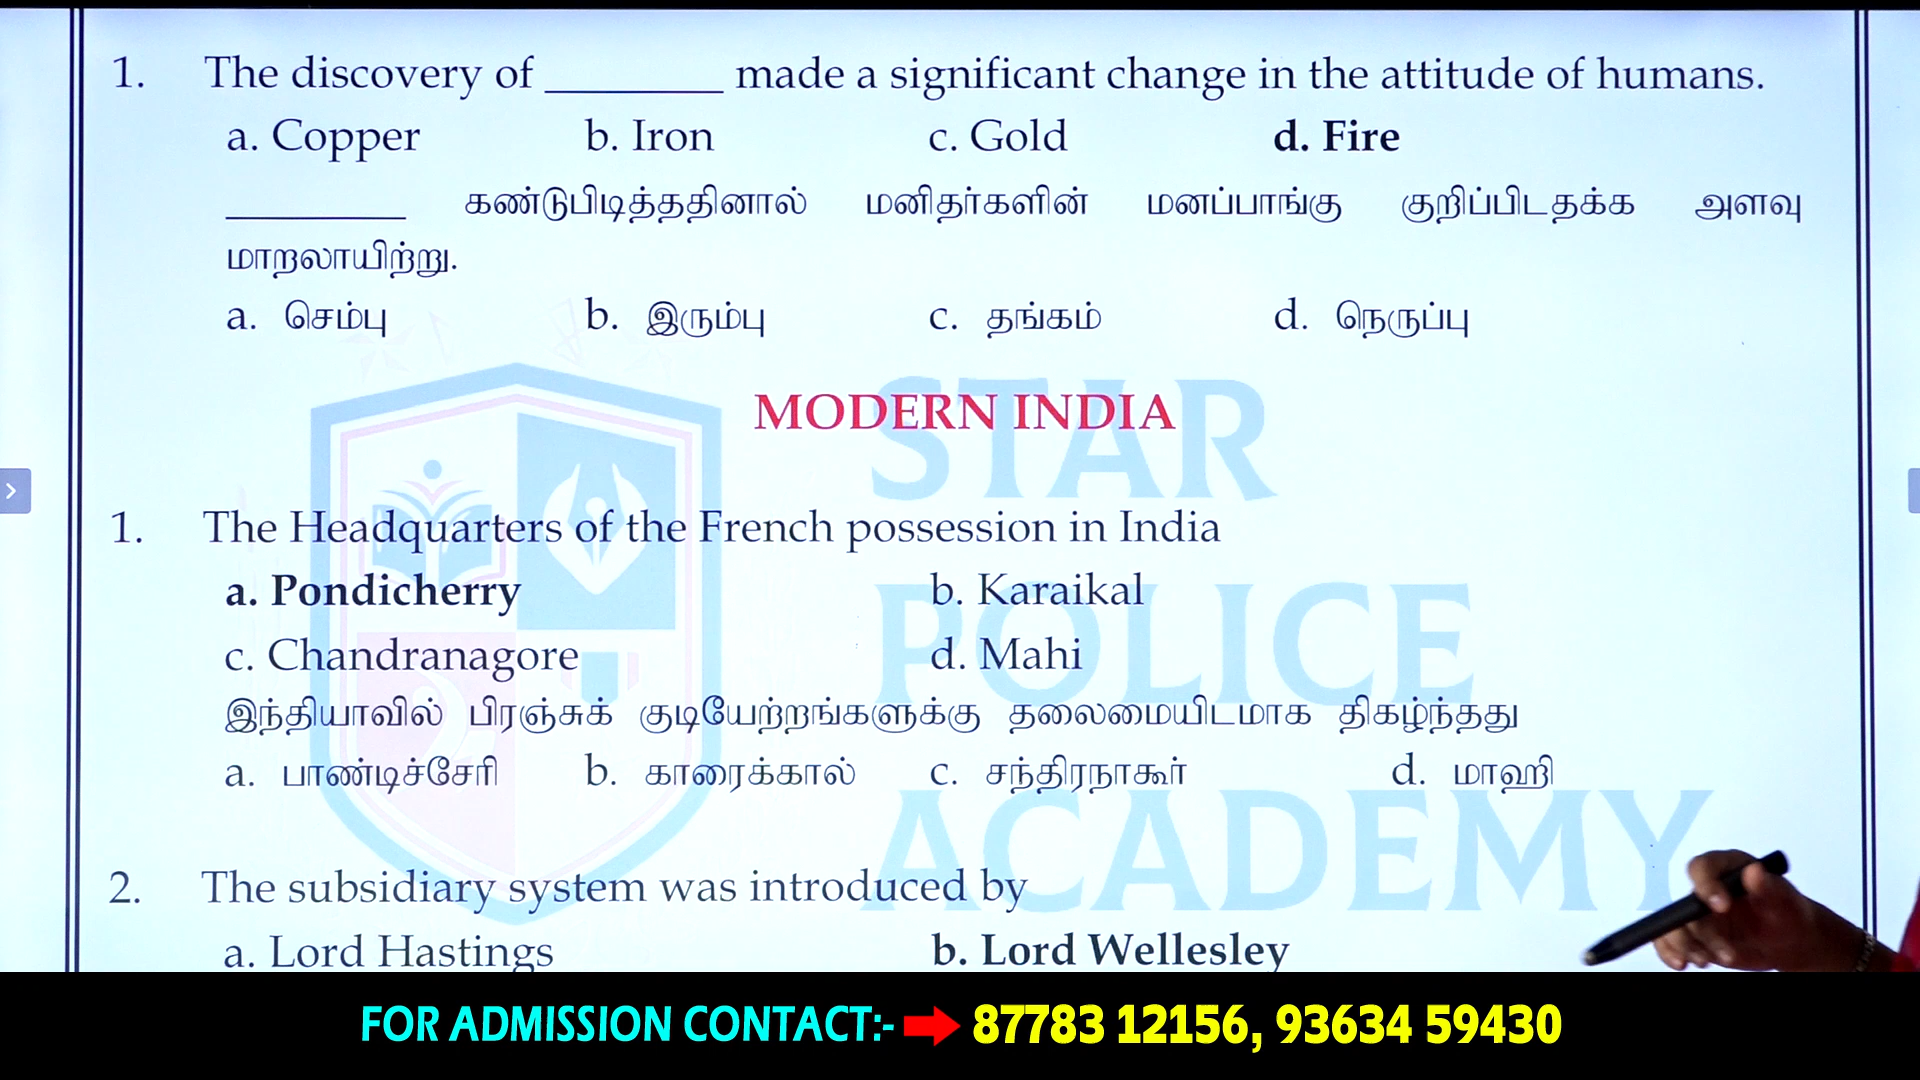 1. The discovery of ________ made a significant change in the attitude of humans.
a. Copper b. Iron c. Gold d. Fire
________ கண்டுபிடித்ததினால் மனிதர்களின் மனப்பாங்கு குறிப்பிடதக்க அளவு
மாறலாயிற்று.
a. செம்பு b. இரும்பு c. தங்கம் d. நெருப்பு
MODERN INDIA
1. The Headquarters of the French possession in India
a. Pondicherry b. Karaikal
c. Chandranagore d. Mahi
இந்தியாவில் பிரஞ்சுக் குடியேற்றங்களுக்கு தலைமையிடமாக திகழ்ந்தது
a. பாண்டிச்சேரி b. காரைக்கால் c. சந்திரநாகூர் d. மாஹி
2. The subsidiary system was introduced by
a. Lord Hastings b. Lord Wellesley
STAR
POLICE
ACADEMY
FOR ADMISSION CONTACT:- 87783 12156, 93634 59430